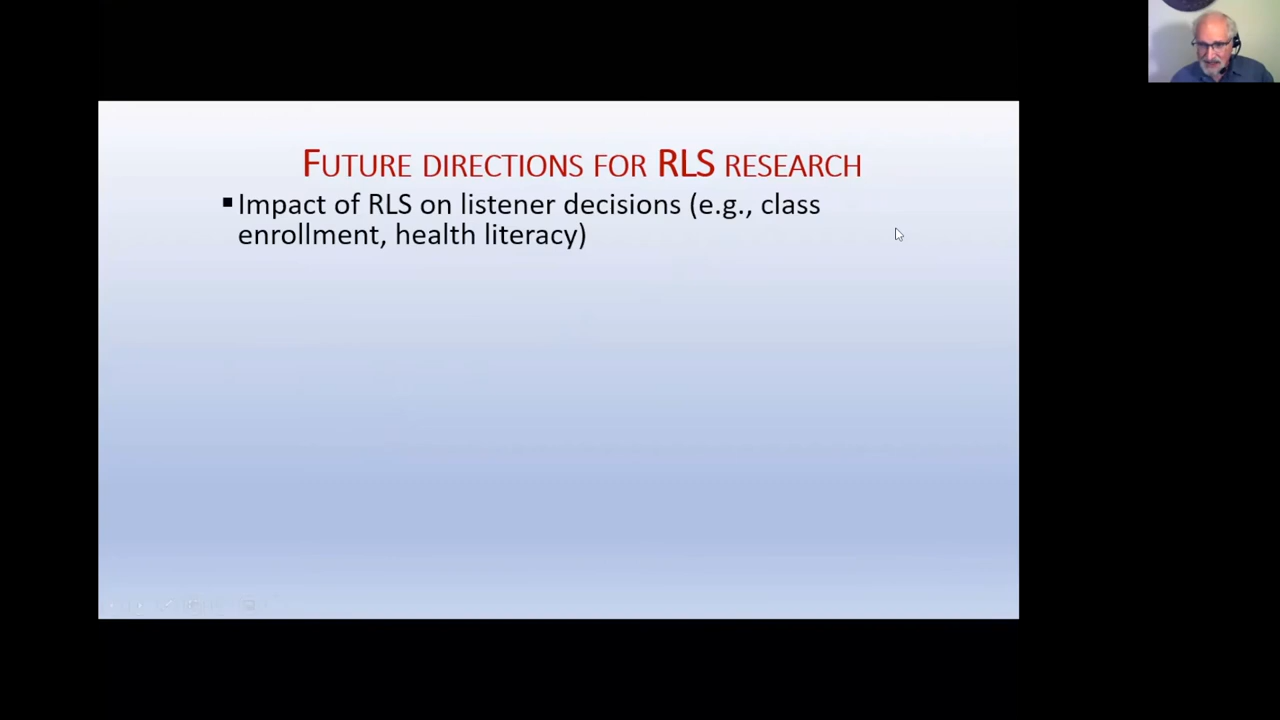 Future directions for RLS research
▪Impact of RLS on listener decisions (e.g., class
enrollment, health literacy)